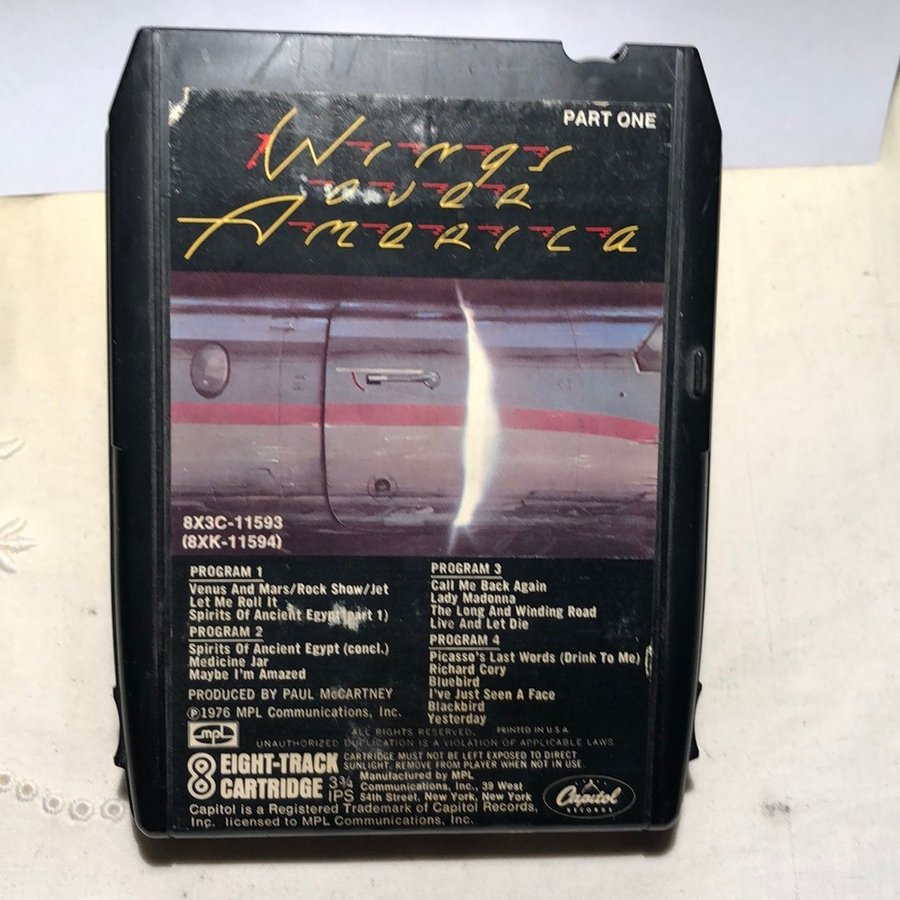 PART ONE
Wings
over
America
8X3C-11593
(8XK-11594)
PROGRAM 1
Venus And Mars/Rock Show/Jet
Let Me Roll It
Spirits Of Ancient Egypt (part 1)
PROGRAM 2
Spirits Of Ancient Egypt (concl.)
Medicine Jar
Maybe I'm Amazed
PROGRAM 3
Call Me Back Again
Lady Madonna
The Long And Winding Road
Live And Let Die
PROGRAM 4
Picasso's Last Words (Drink To Me)
Richard Cory
Bluebird
I've Just Seen A Face
Blackbird
Yesterday
PRODUCED BY PAUL McCARTNEY
℗1976 MPL Communications, Inc.
mpl
ALL RIGHTS RESERVED. PRINTED IN U.S.A.
UNAUTHORIZED DUPLICATION IS A VIOLATION OF APPLICABLE LAWS
8 EIGHT-TRACK
CARTRIDGE 3¾
IPS
CARTRIDGE MUST NOT BE LEFT EXPOSED TO DIRECT
SUNLIGHT. REMOVE FROM PLAYER WHEN NOT IN USE.
Manufactured by MPL
Communications, Inc., 39 West
54th Street, New York, New York
Capitol
RECORDS
Capitol is a Registered Trademark of Capitol Records,
Inc. licensed to MPL Communications, Inc.